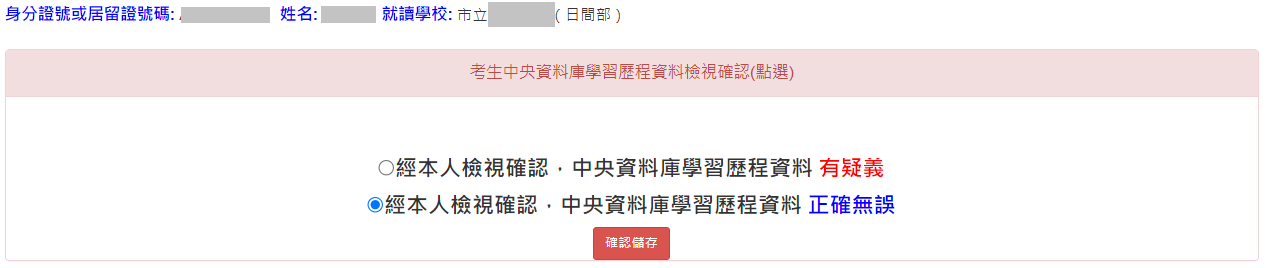 身分證號或居留證號碼: 姓名: 就讀學校: 市立 ( 日間部 )
考生中央資料庫學習歷程資料檢視確認(點選)
經本人檢視確認，中央資料庫學習歷程資料 有疑義
經本人檢視確認，中央資料庫學習歷程資料 正確無誤
確認儲存